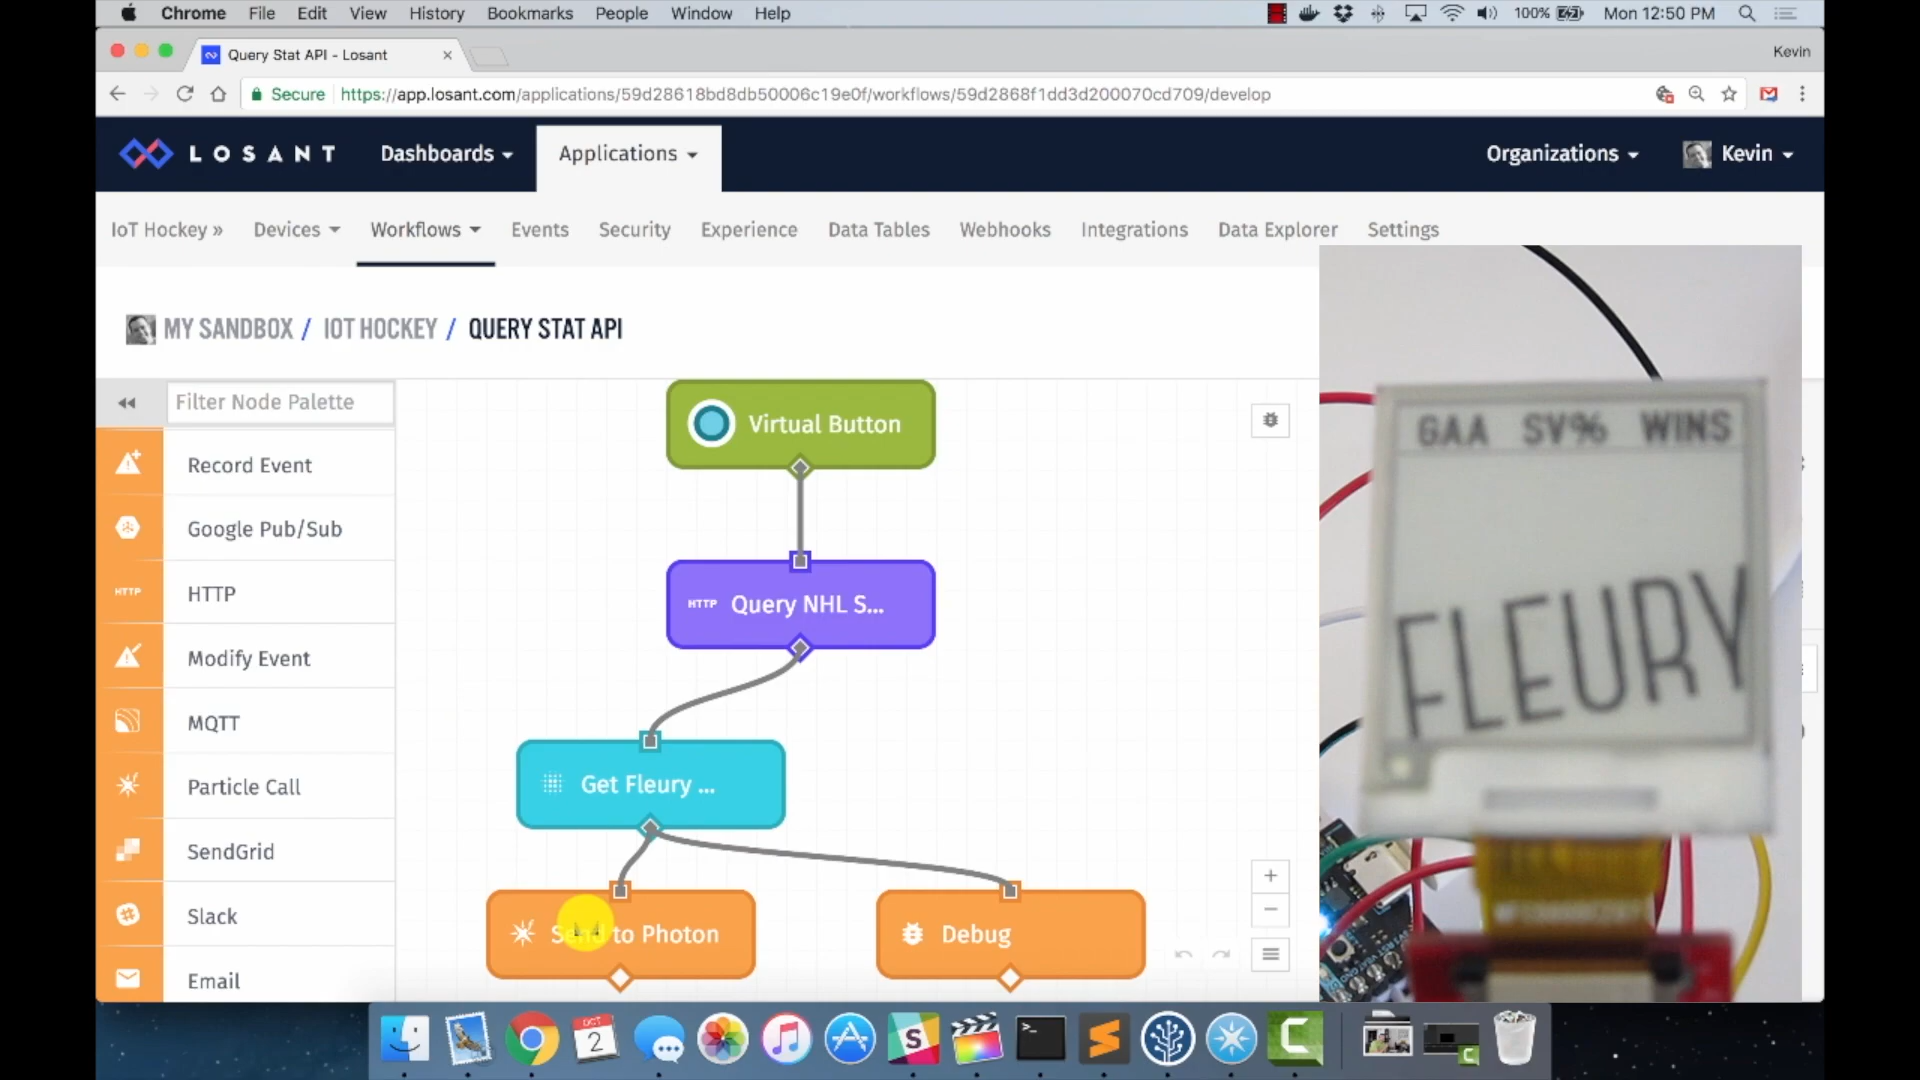 Chrome File Edit View History Bookmarks People Window Help 100% Mon 12:50 PM
Query Stat API - Losant Kevin
Secure https://app.losant.com/applications/59d28618bd8db50006c19e0f/workflows/59d2868f1dd3d200070cd709/develop
LOSANT Dashboards Applications Organizations Kevin
IoT Hockey » Devices Workflows Events Security Experience Data Tables Webhooks Integrations Data Explorer Settings
MY SANDBOX / IOT HOCKEY / QUERY STAT API
Filter Node Palette
Record Event
Google Pub/Sub
HTTP HTTP
Modify Event
MQTT
Particle Call
SendGrid
Slack
Email
Virtual Button
HTTP Query NHL S...
Get Fleury ...
Send to Photon
Debug
GAA SV% WINS
FLEURY
OCT
2